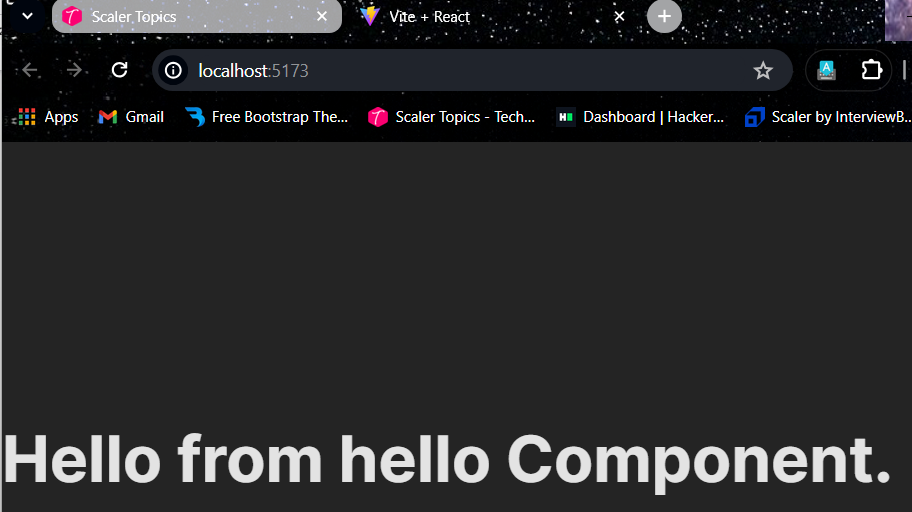 Scaler Topics
Vite + React
localhost:5173
Apps Gmail Free Bootstrap The... Scaler Topics - Tech... Dashboard | Hacker... Scaler by InterviewB...
Hello from hello Component.